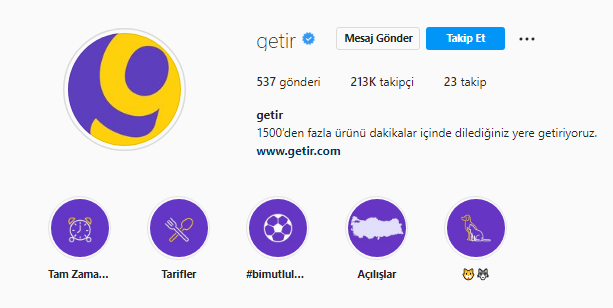 getir Mesaj Gönder Takip Et
537 gönderi 213K takipçi 23 takip
getir
1500'den fazla ürünü dakikalar içinde dilediğiniz yere getiriyoruz.
www.getir.com
Tam Zama... Tarifler #bimutlul... Açılışlar 🐱🐺